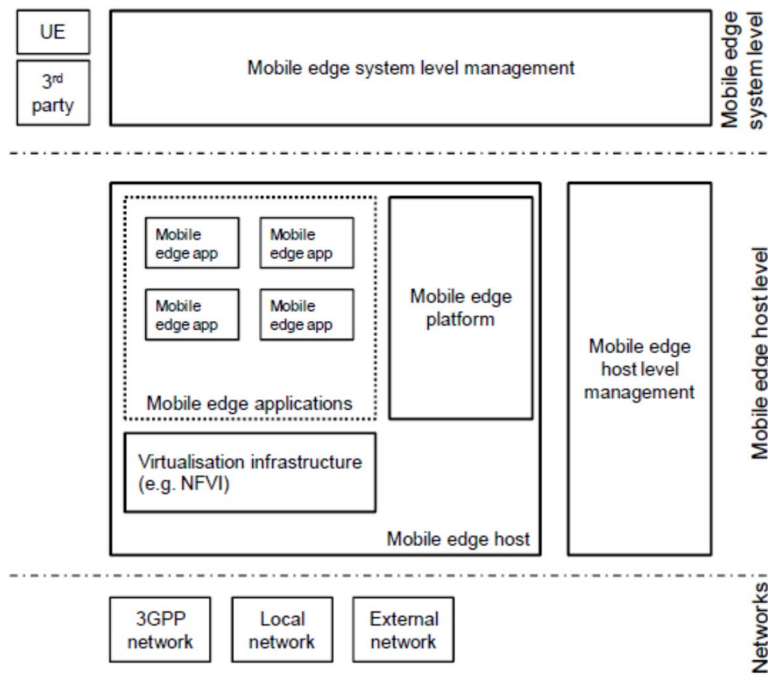 UE
3rd
party
Mobile edge system level management
Mobile edge
system level
Mobile
edge app
Mobile
edge app
Mobile
edge app
Mobile
edge app
Mobile edge applications
Mobile edge
platform
Virtualisation infrastructure
(e.g. NFVI)
Mobile edge host
Mobile edge
host level
management
Mobile edge host level
3GPP
network
Local
network
External
network
Networks